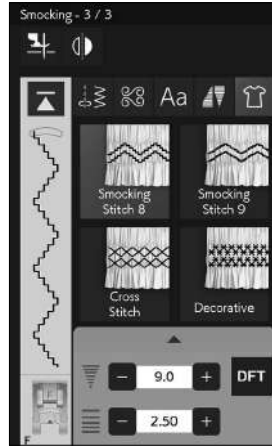 Smocking - 3 / 3
Aa
Smocking
Stitch 8
Smocking
Stitch 9
Cross
Stitch
Decorative
− 9.0 + DFT
− 2.50 +
F